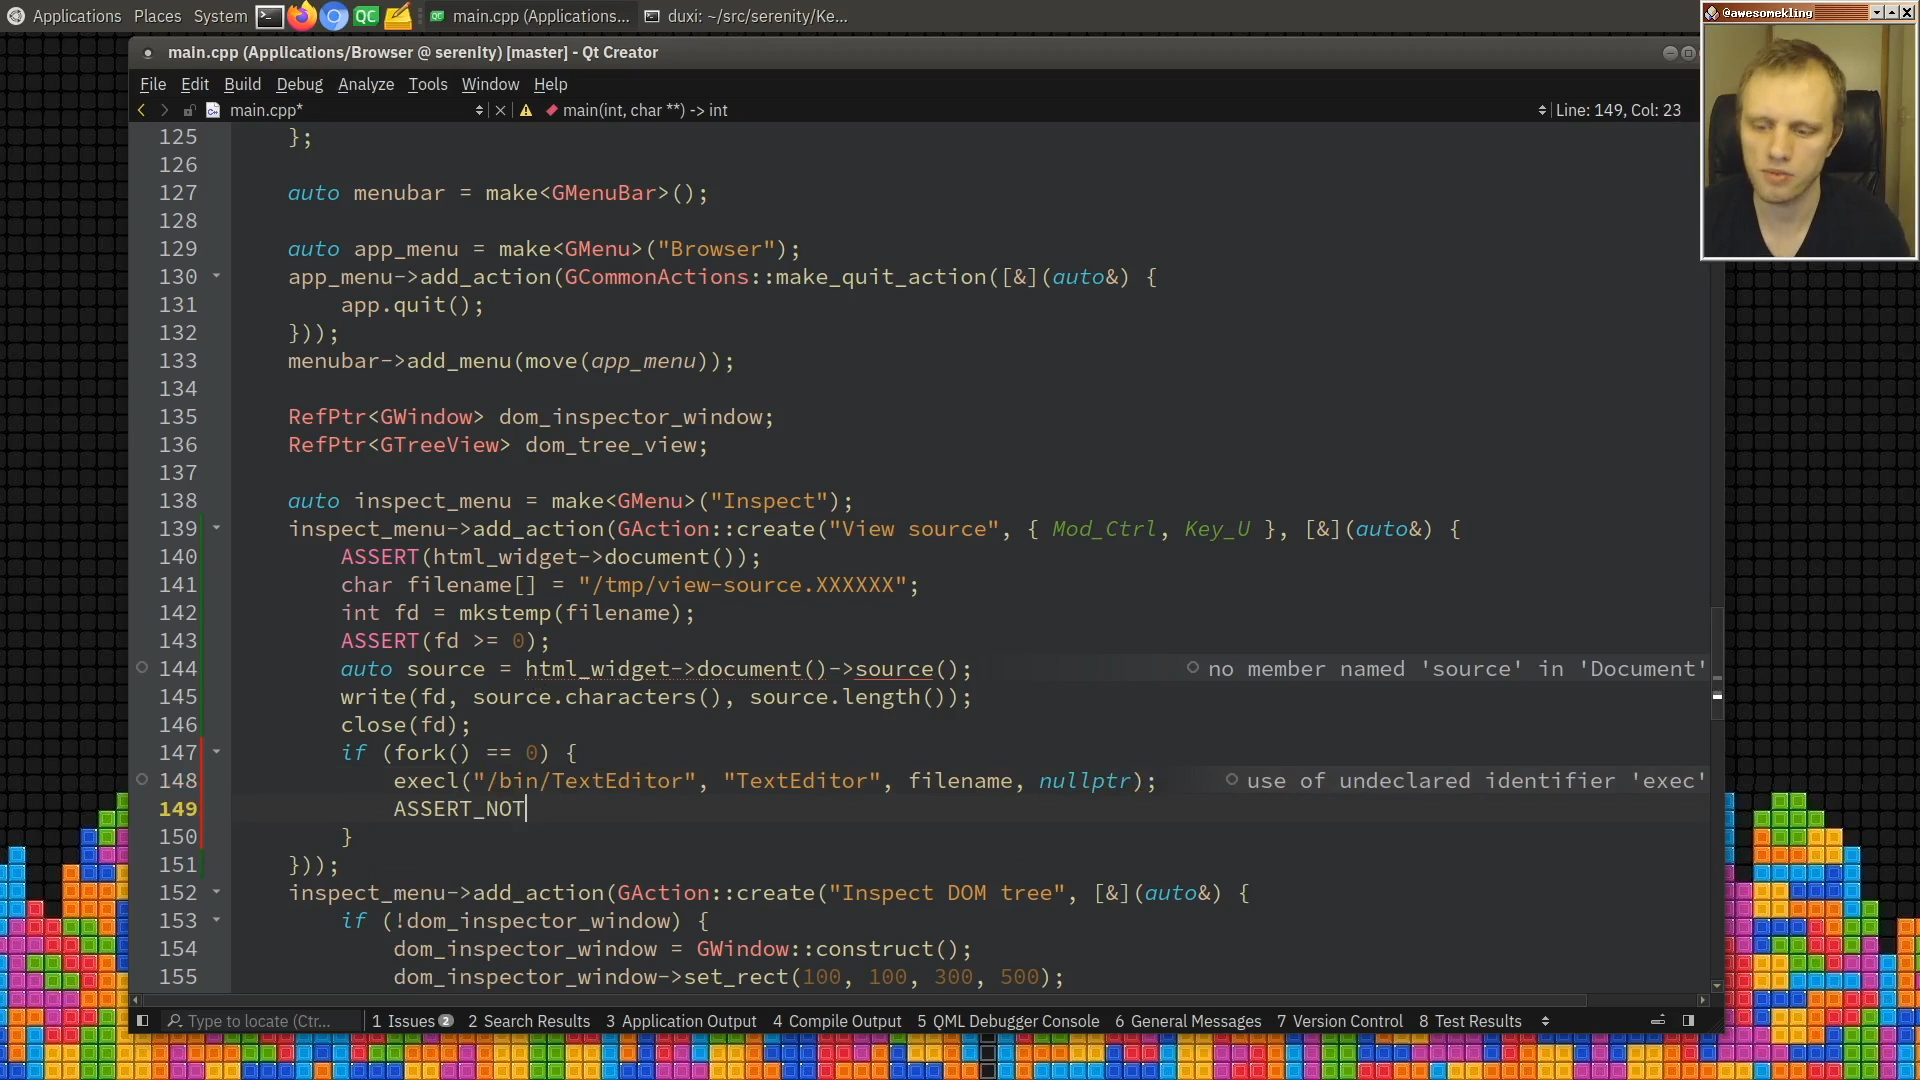 Applications Places System main.cpp (Applications... duxi: ~/src/serenity/Ke...
@awesomekling
main.cpp (Applications/Browser @ serenity) [master] - Qt Creator
File Edit Build Debug Analyze Tools Window Help
main.cpp* main(int, char **) -> int Line: 149, Col: 23
125 };
126
127 auto menubar = make<GMenuBar>();
128
129 auto app_menu = make<GMenu>("Browser");
130 app_menu->add_action(GCommonActions::make_quit_action([&](auto&) {
131 app.quit();
132 }));
133 menubar->add_menu(move(app_menu));
134
135 RefPtr<GWindow> dom_inspector_window;
136 RefPtr<GTreeView> dom_tree_view;
137
138 auto inspect_menu = make<GMenu>("Inspect");
139 inspect_menu->add_action(GAction::create("View source", { Mod_Ctrl, Key_U }, [&](auto&) {
140 ASSERT(html_widget->document());
141 char filename[] = "/tmp/view-source.XXXXXX";
142 int fd = mkstemp(filename);
143 ASSERT(fd >= 0);
144 auto source = html_widget->document()->source(); no member named 'source' in 'Document'
145 write(fd, source.characters(), source.length());
146 close(fd);
147 if (fork() == 0) {
148 execl("/bin/TextEditor", "TextEditor", filename, nullptr); use of undeclared identifier 'exec'
149 ASSERT_NOT
150 }
151 }));
152 inspect_menu->add_action(GAction::create("Inspect DOM tree", [&](auto&) {
153 if (!dom_inspector_window) {
154 dom_inspector_window = GWindow::construct();
155 dom_inspector_window->set_rect(100, 100, 300, 500);
Type to locate (Ctr... 1 Issues 2 2 Search Results 3 Application Output 4 Compile Output 5 QML Debugger Console 6 General Messages 7 Version Control 8 Test Results